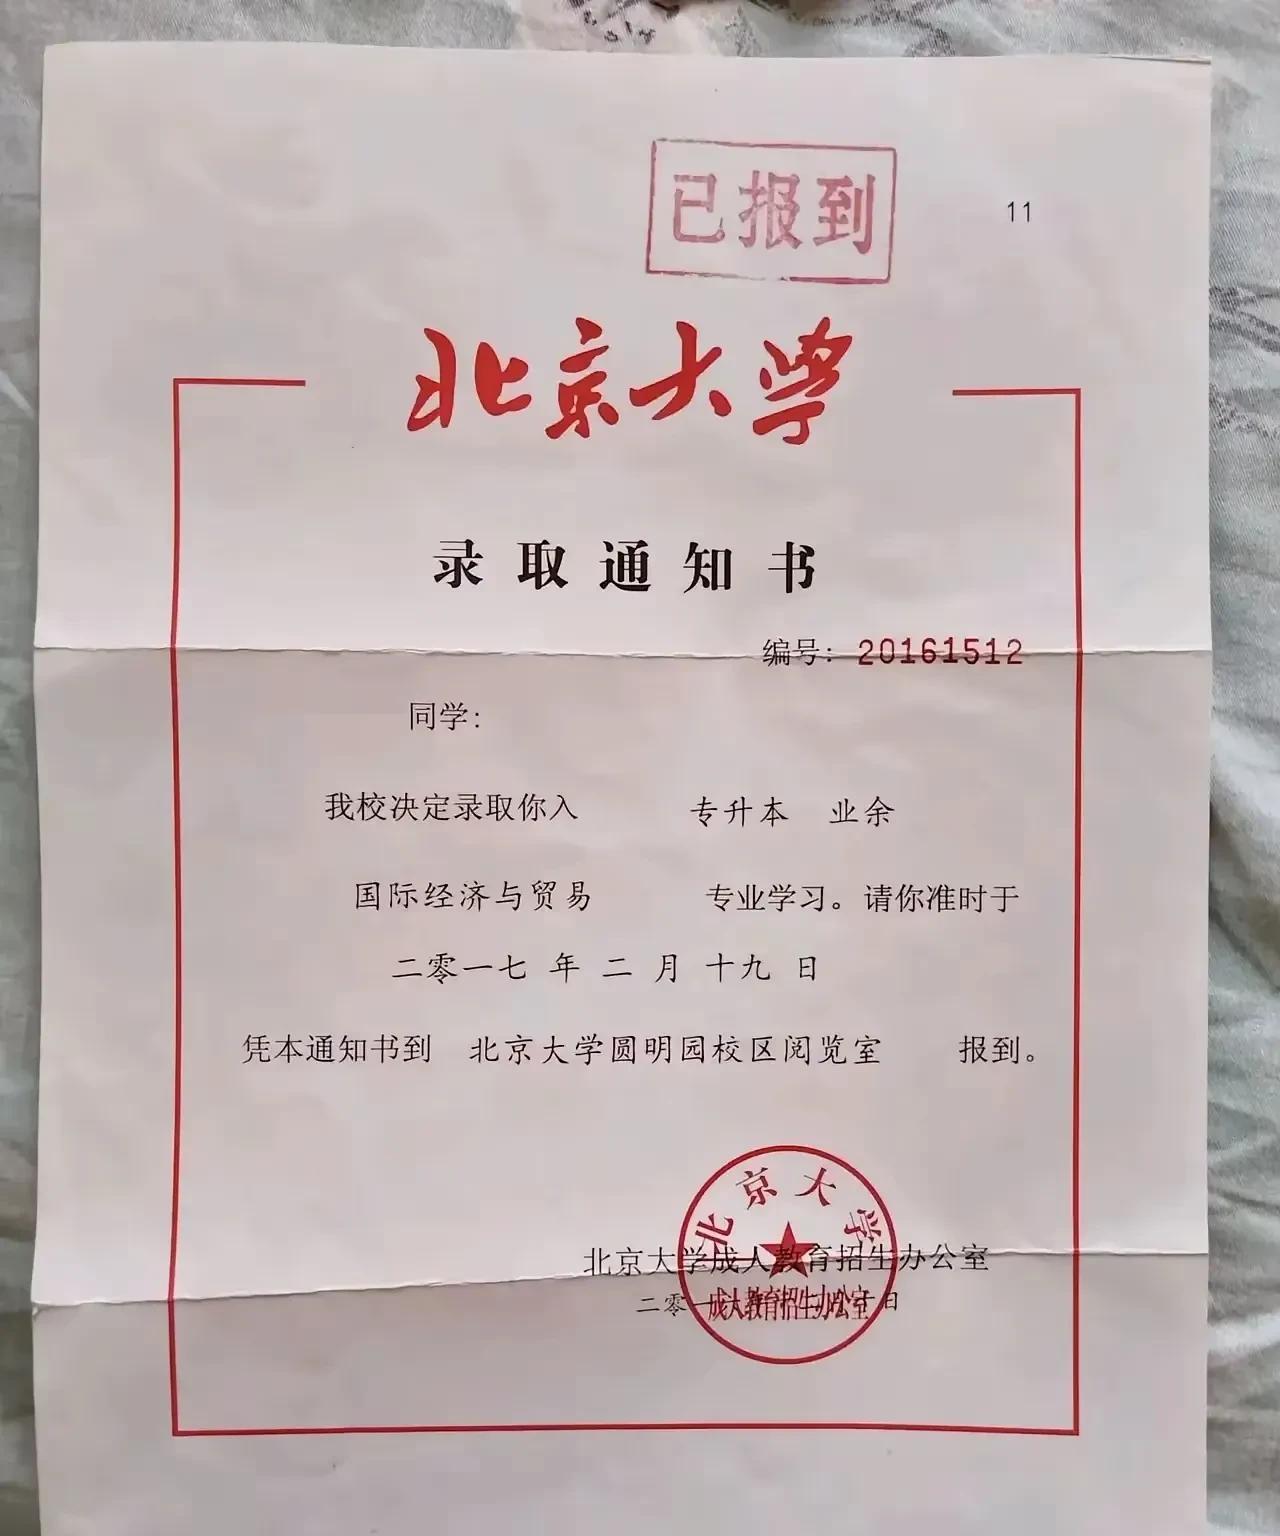 已报到
11
北京大学
录取通知书
编号: 20161512
同学:
我校决定录取你入 专升本 业余
国际经济与贸易 专业学习。请你准时于
二零一七 年 二 月 十九 日
凭本通知书到 北京大学圆明园校区阅览室 报到。
北京大学
北京大学成人教育招生办公室
二零一 日
成人教育招生办公室